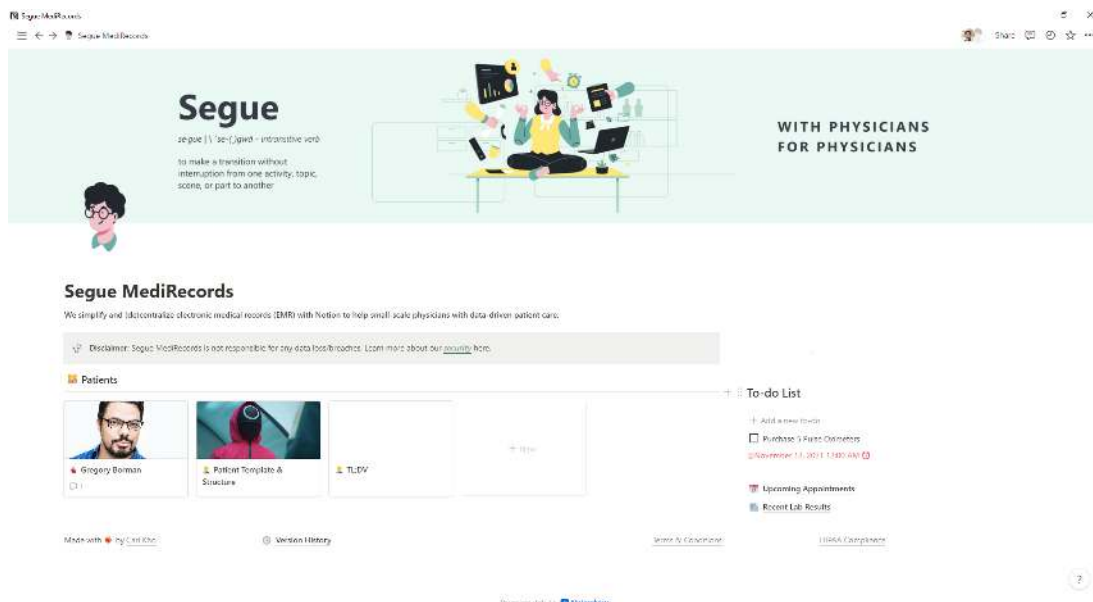 Segue MediRecords
Segue MediRecords
Share
Segue
to make a transition without
interruption from one activity, topic,
scene, or part to another
WITH PHYSICIANS
FOR PHYSICIANS
Segue MediRecords
We simplify and (de)centralize electronic medical records (EMR) with Notion to help small-scale physicians with data-driven patient care.
Disclaimer: Segue MediRecords is not responsible for any data loss/breaches. Learn more about our security here.
Patients
To-do List
+ Add a new to-do
Purchase 5 Pulse Oximeters
Gregory Borman
Patient Template &
Structure
TL;DV
+ New
Upcoming Appointments
Recent Lab Results
Made with by Carl Kho
Version History
Terms & Conditions
HIPAA Compliance
?